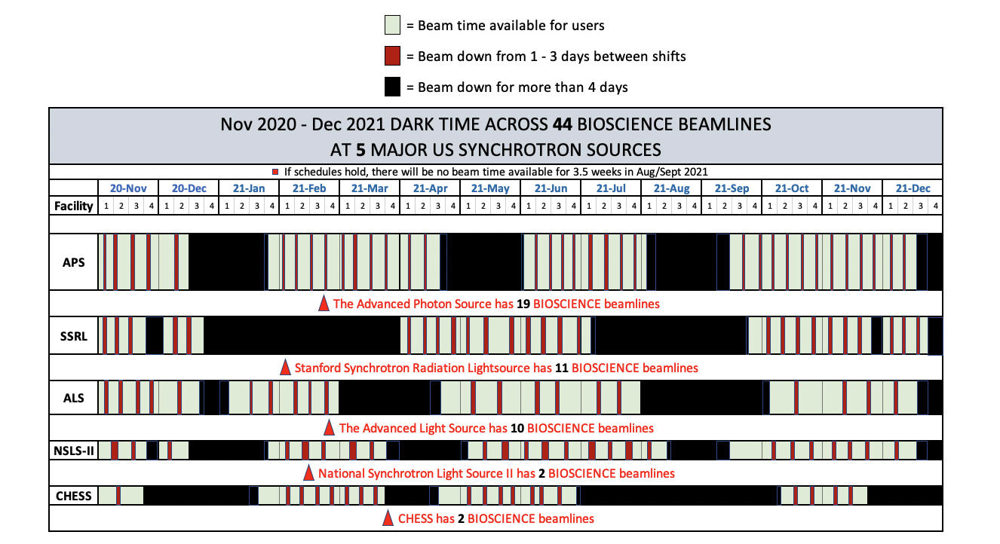 = Beam time available for users
= Beam down from 1 - 3 days between shifts
= Beam down for more than 4 days
Nov 2020 - Dec 2021 DARK TIME ACROSS 44 BIOSCIENCE BEAMLINES
AT 5 MAJOR US SYNCHROTRON SOURCES
If schedules hold, there will be no beam time available for 3.5 weeks in Aug/Sept 2021
20-Nov 20-Dec 21-Jan 21-Feb 21-Mar 21-Apr 21-May 21-Jun 21-Jul 21-Aug 21-Sep 21-Oct 21-Nov 21-Dec
Facility 1 2 3 4 1 2 3 4 1 2 3 4 1 2 3 4 1 2 3 4 1 2 3 4 1 2 3 4 1 2 3 4 1 2 3 4 1 2 3 4 1 2 3 4 1 2 3 4 1 2 3 4 1 2 3 4
APS
The Advanced Photon Source has 19 BIOSCIENCE beamlines
SSRL
Stanford Synchrotron Radiation Lightsource has 11 BIOSCIENCE beamlines
ALS
The Advanced Light Source has 10 BIOSCIENCE beamlines
NSLS-II
National Synchrotron Light Source II has 2 BIOSCIENCE beamlines
CHESS
CHESS has 2 BIOSCIENCE beamlines